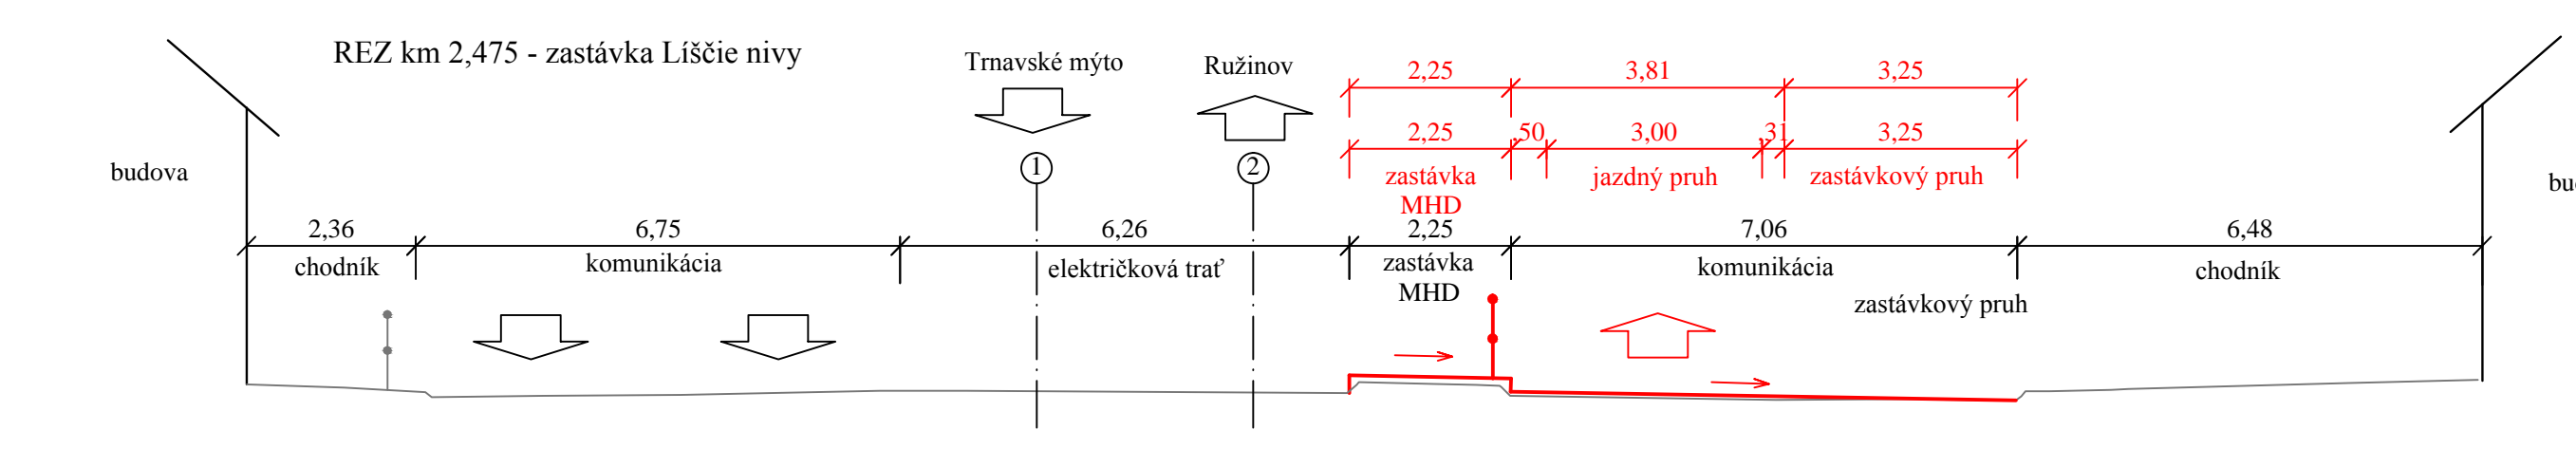 REZ km 2,475 - zastávka Líščie nivy
Trnavské mýto
Ružinov
2,25 3,81 3,25
2,25 ,50 3,00 ,31 3,25
zastávka
MHD
jazdný pruh
zastávkový pruh
1
2
budova
bu
2,36 6,75 6,26 2,25 7,06 6,48
chodník
komunikácia
električková trať
zastávka
MHD
komunikácia
chodník
zastávkový pruh